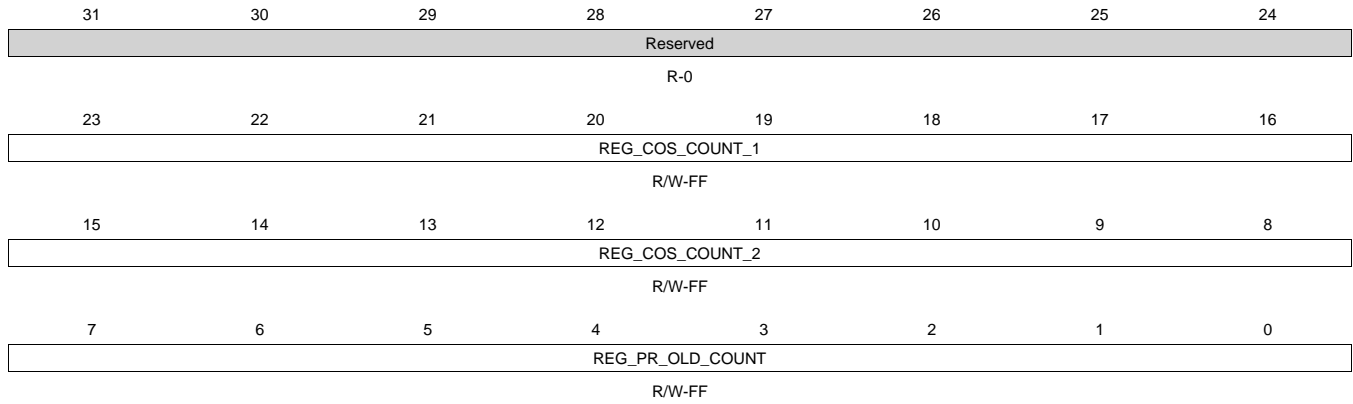 31 30 29 28 27 26 25 24
Reserved
R-0
23 22 21 20 19 18 17 16
REG_COS_COUNT_1
R/W-FF
15 14 13 12 11 10 9 8
REG_COS_COUNT_2
R/W-FF
7 6 5 4 3 2 1 0
REG_PR_OLD_COUNT
R/W-FF